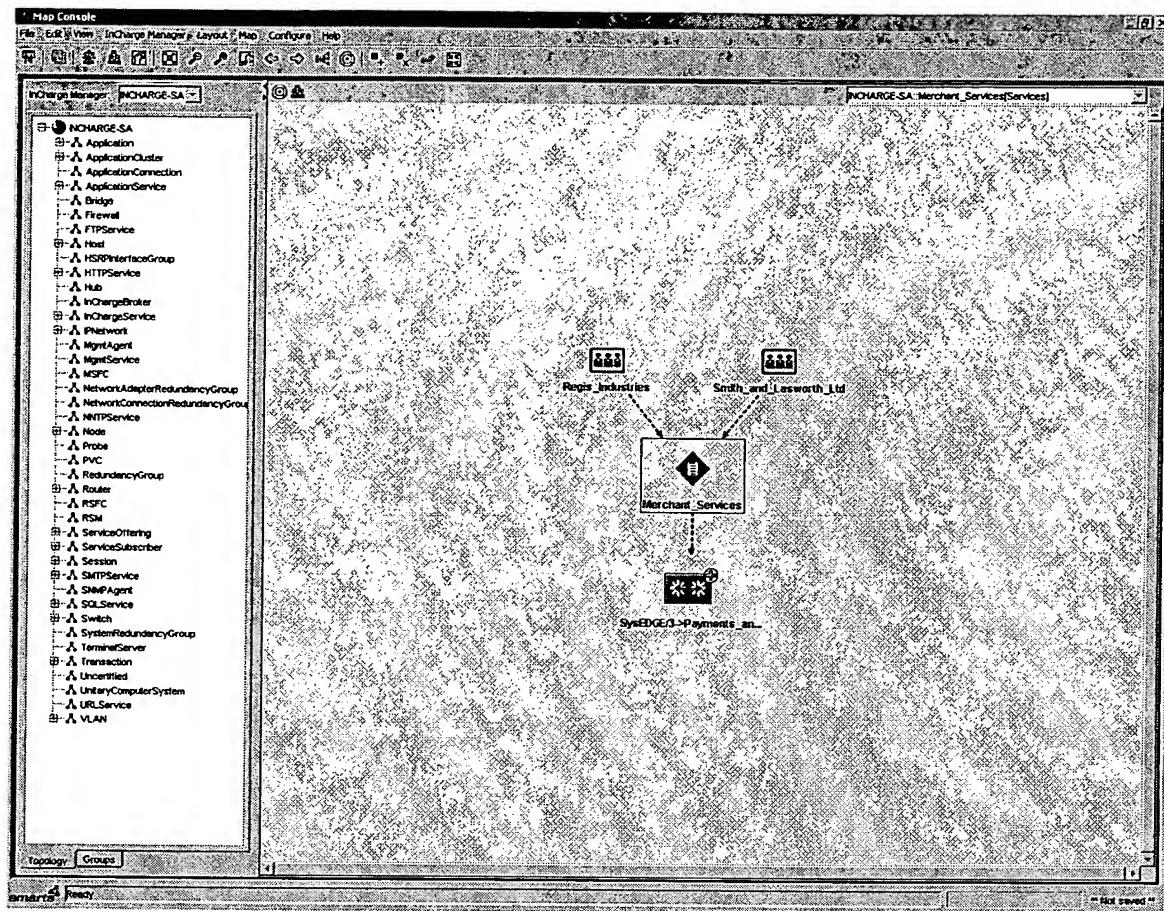 Map Console
File Edit View InCharge Manager Layout Map Configure Help
InCharge Manager: INCHARGE-SA
INCHARGE-SA::Merchant_Services[Services]
INCHARGE-SA
Application
ApplicationCluster
ApplicationConnection
ApplicationService
Bridge
Firewall
FTPService
Host
HSRPInterfaceGroup
HTTPService
Hub
InChargeBroker
InChargeService
IPNetwork
MgmtAgent
MgmtService
MSFC
NetworkAdapterRedundancyGroup
NetworkConnectionRedundancyGrou
NNTPService
Node
Probe
PVC
RedundancyGroup
Router
RSFC
RSM
ServiceOffering
ServiceSubscriber
Session
SMTPService
SNMPAgent
SQLService
Switch
SystemRedundancyGroup
TerminalServer
Transaction
Uncertified
UnitaryComputerSystem
URLService
VLAN
Regis_Industries
Smith_and_Lesworth_Ltd
Merchant_Services
SysEDGE/3->Payments_an...
Topology Groups
smarts Ready
** Not saved **